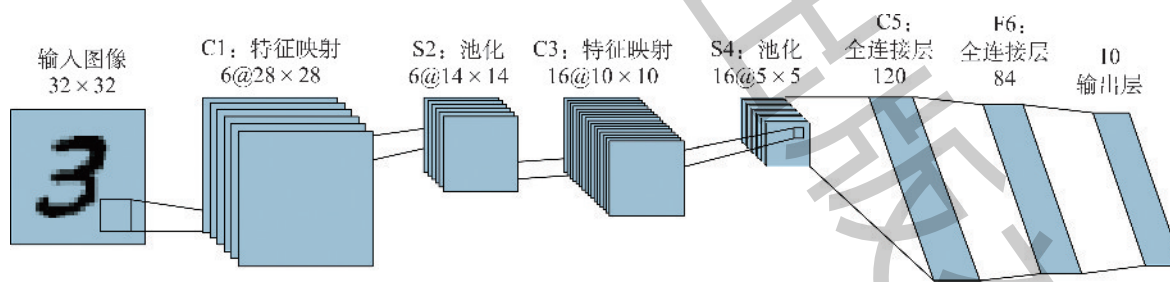 输入图像
32×32
C1：特征映射
6@28×28
S2：池化
6@14×14
C3：特征映射
16@10×10
S4：池化
16@5×5
C5：
全连接层
120
F6：
全连接层
84
10
输出层
3